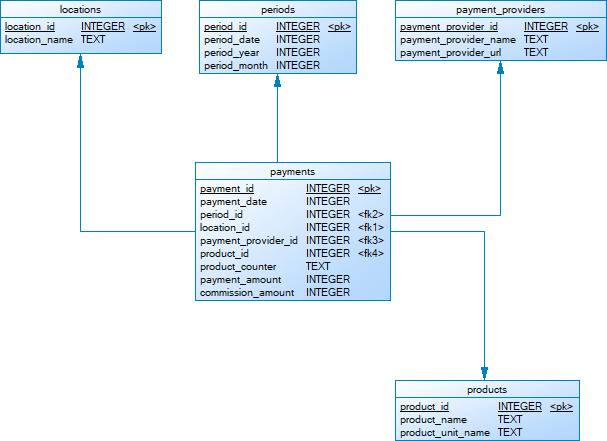 locations
location_id INTEGER <pk>
location_name TEXT
periods
period_id INTEGER <pk>
period_date INTEGER
period_year INTEGER
period_month INTEGER
payment_providers
payment_provider_id INTEGER <pk>
payment_provider_name TEXT
payment_provider_url TEXT
payments
payment_id INTEGER <pk>
payment_date INTEGER
period_id INTEGER <fk2>
location_id INTEGER <fk1>
payment_provider_id INTEGER <fk3>
product_id INTEGER <fk4>
product_counter TEXT
payment_amount INTEGER
commission_amount INTEGER
products
product_id INTEGER <pk>
product_name TEXT
product_unit_name TEXT